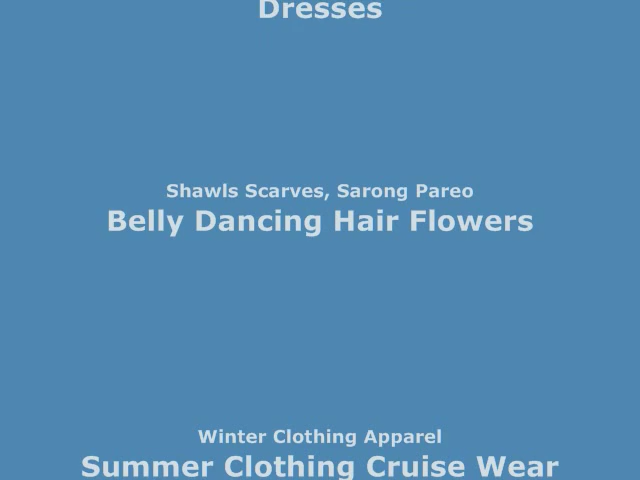 Dresses
Shawls Scarves, Sarong Pareo
Belly Dancing Hair Flowers
Winter Clothing Apparel
Summer Clothing Cruise Wear